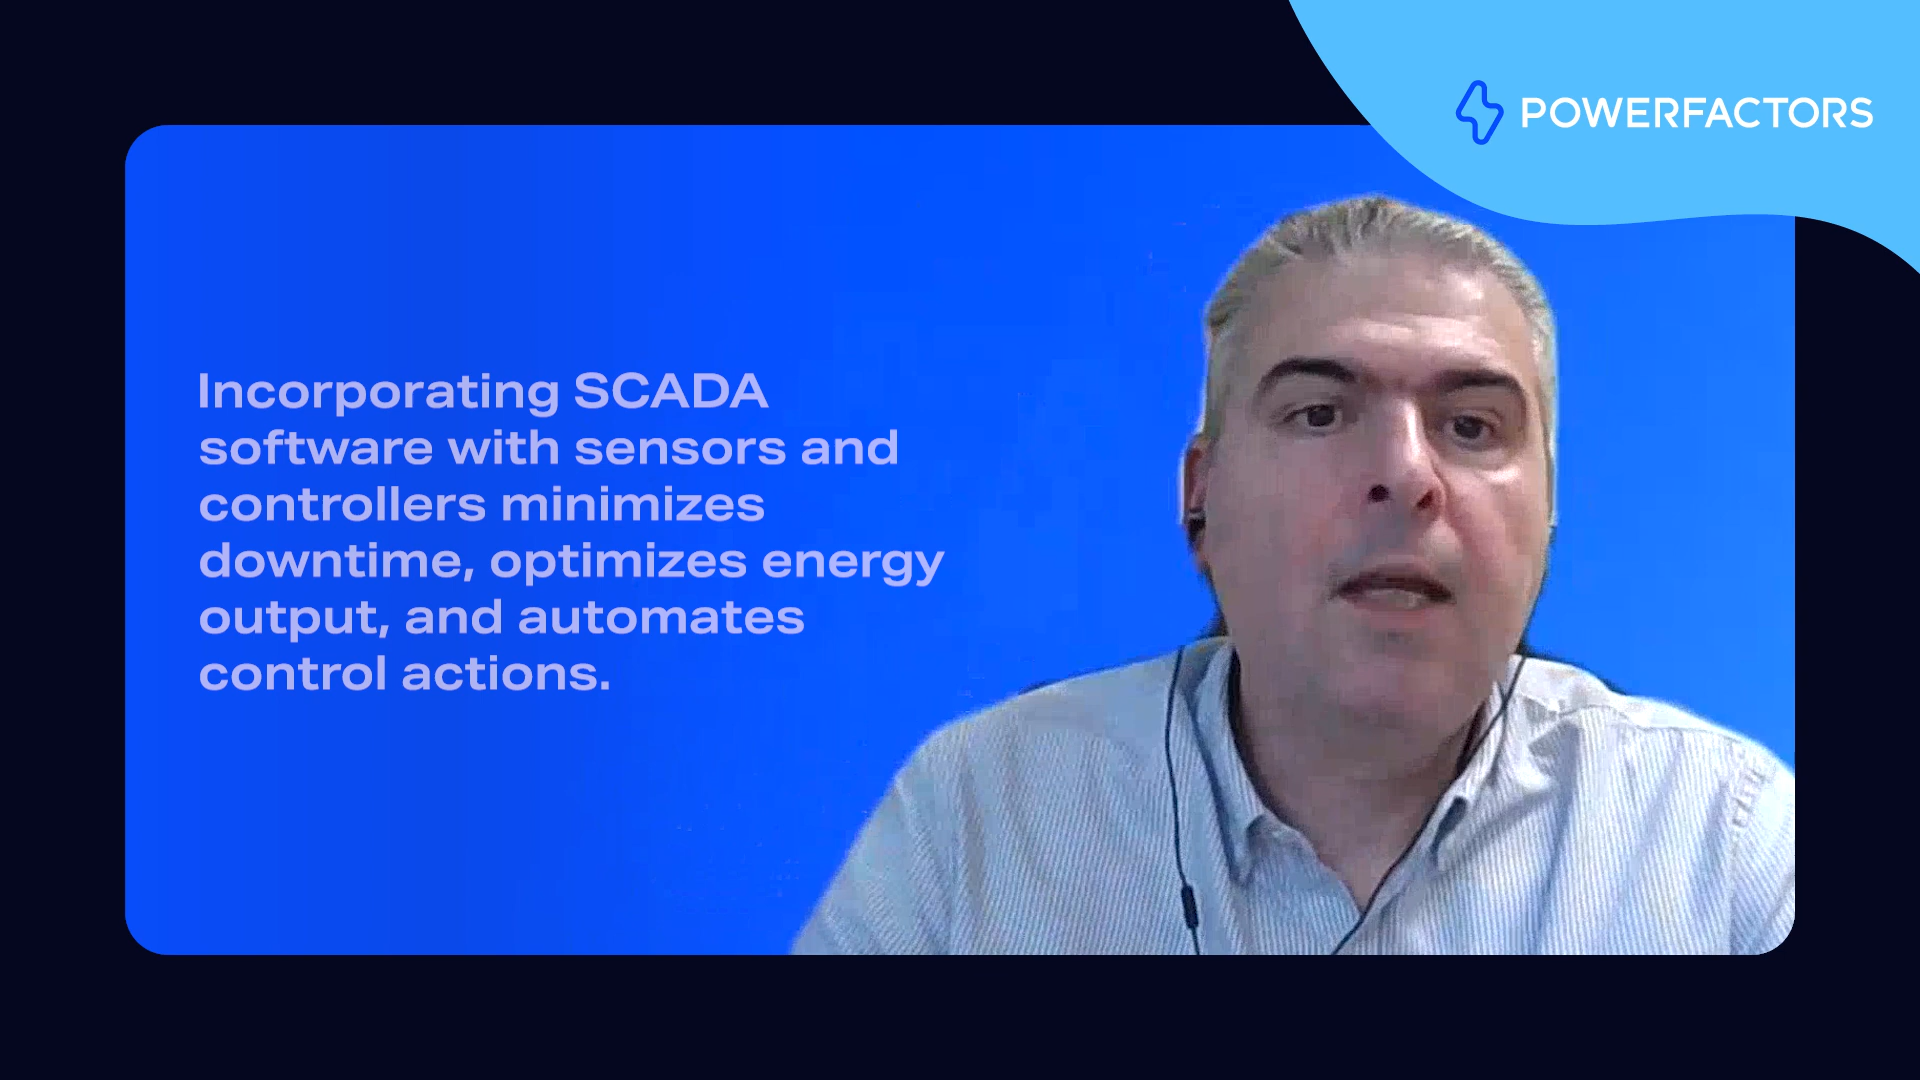 POWERFACTORS
Incorporating SCADA
software with sensors and
controllers minimizes
downtime, optimizes energy
output, and automates
control actions.